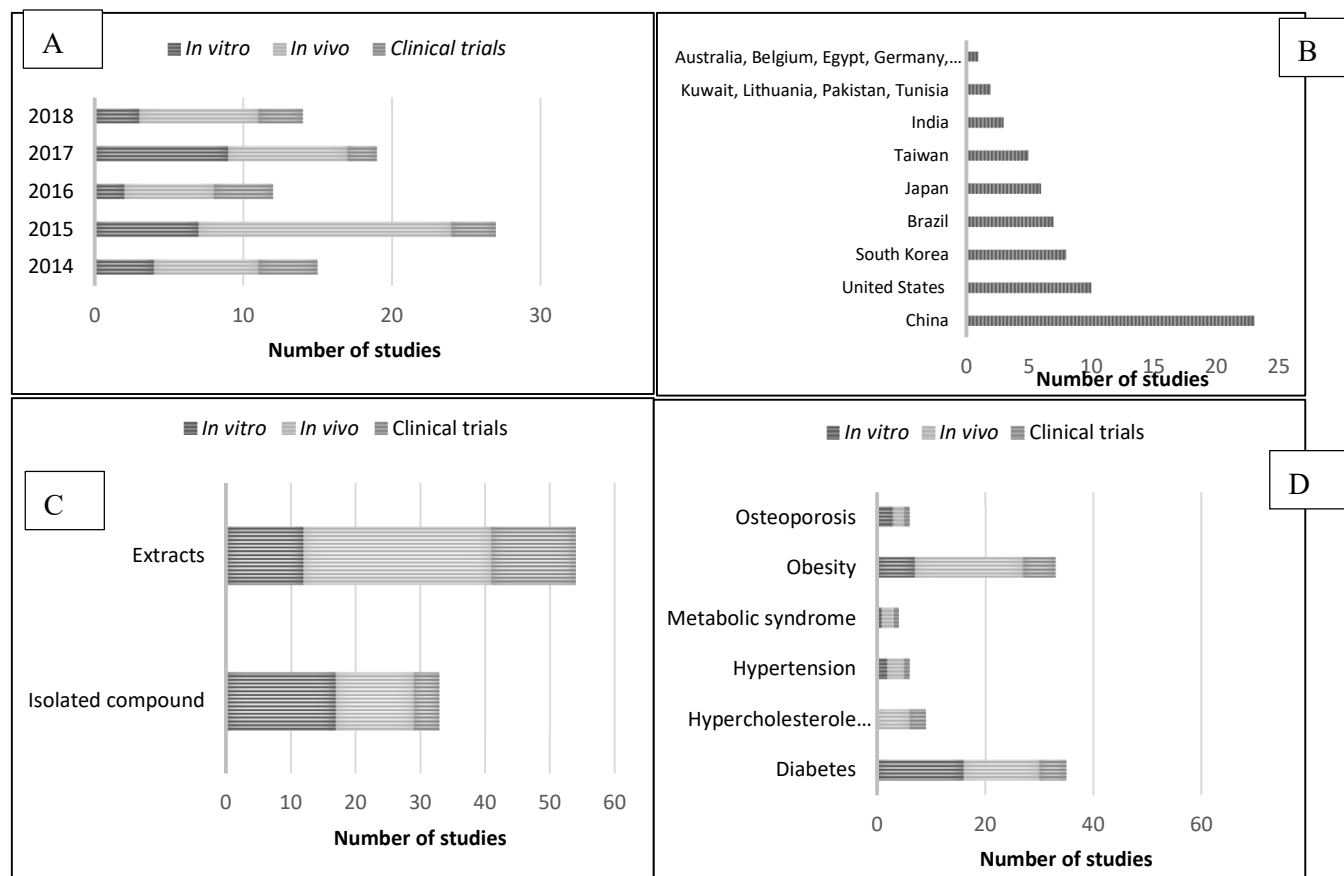 A
In vitro In vivo Clinical trials
2018
2017
2016
2015
2014
0 10 20 30
Number of studies
B
Australia, Belgium, Egypt, Germany,...
Kuwait, Lithuania, Pakistan, Tunisia
India
Taiwan
Japan
Brazil
South Korea
United States
China
0 5 10 15 20 25
Number of studies
C
In vitro In vivo Clinical trials
Extracts
Isolated compound
0 10 20 30 40 50 60
Number of studies
D
In vitro In vivo Clinical trials
Osteoporosis
Obesity
Metabolic syndrome
Hypertension
Hypercholesterole...
Diabetes
0 20 40 60
Number of studies